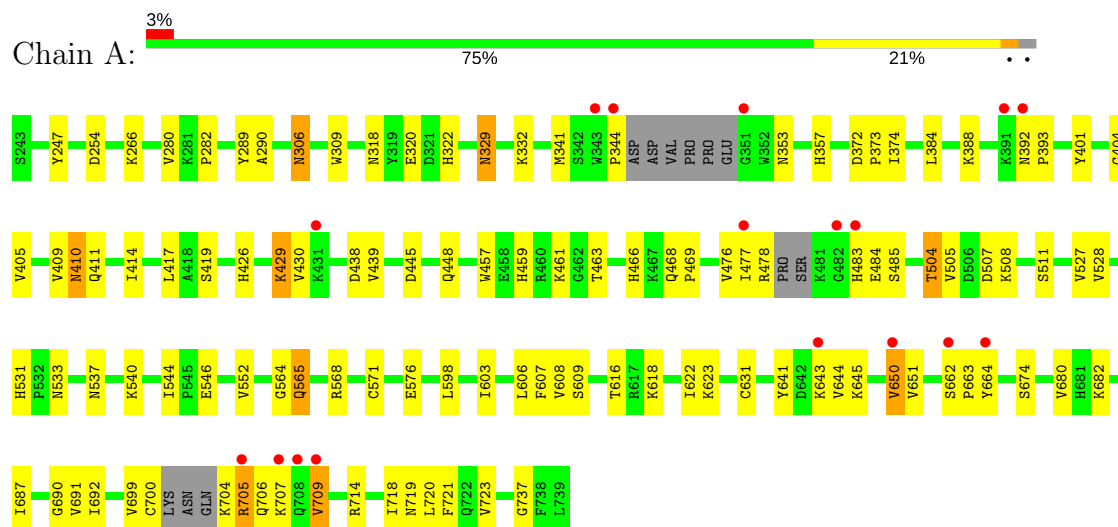 3%
Chain A:
75% 21% • •
S243 Y247 D254 K266 V280 K281 P282 Y289 A290 N306 W309 N318 Y319 E320 D321 H322 N329 K332 M341 S342 W343 P344 ASP ASP VAL PRO PRO GLU G351 W352 N353 H357 D372 P373 I374 L384 K388 K391 N392 P393 Y401 C404
V405 V409 N410 Q411 I414 L417 A418 S419 H426 K429 V430 K431 D438 V439 D445 Q448 W457 E458 H459 R460 K461 G462 T463 H466 K467 Q468 P469 V476 I477 R478 PRO SER K481 G482 H483 E484 S485 T504 V505 D506 D507 K508 S511 V527 V528
H531 P532 N533 N537 K540 I544 P545 E546 V552 G564 Q565 R568 C571 E576 L598 I603 L606 F607 V608 S609 T616 R617 K618 I622 K623 C631 Y641 D642 K643 V644 K645 V650 V651 S662 P663 Y664 S674 V680 H681 K682
I687 G690 V691 I692 V699 C700 LYS ASN GLN K704 R705 Q706 K707 Q708 V709 R714 I718 N719 L720 F721 Q722 V723 G737 F738 L739